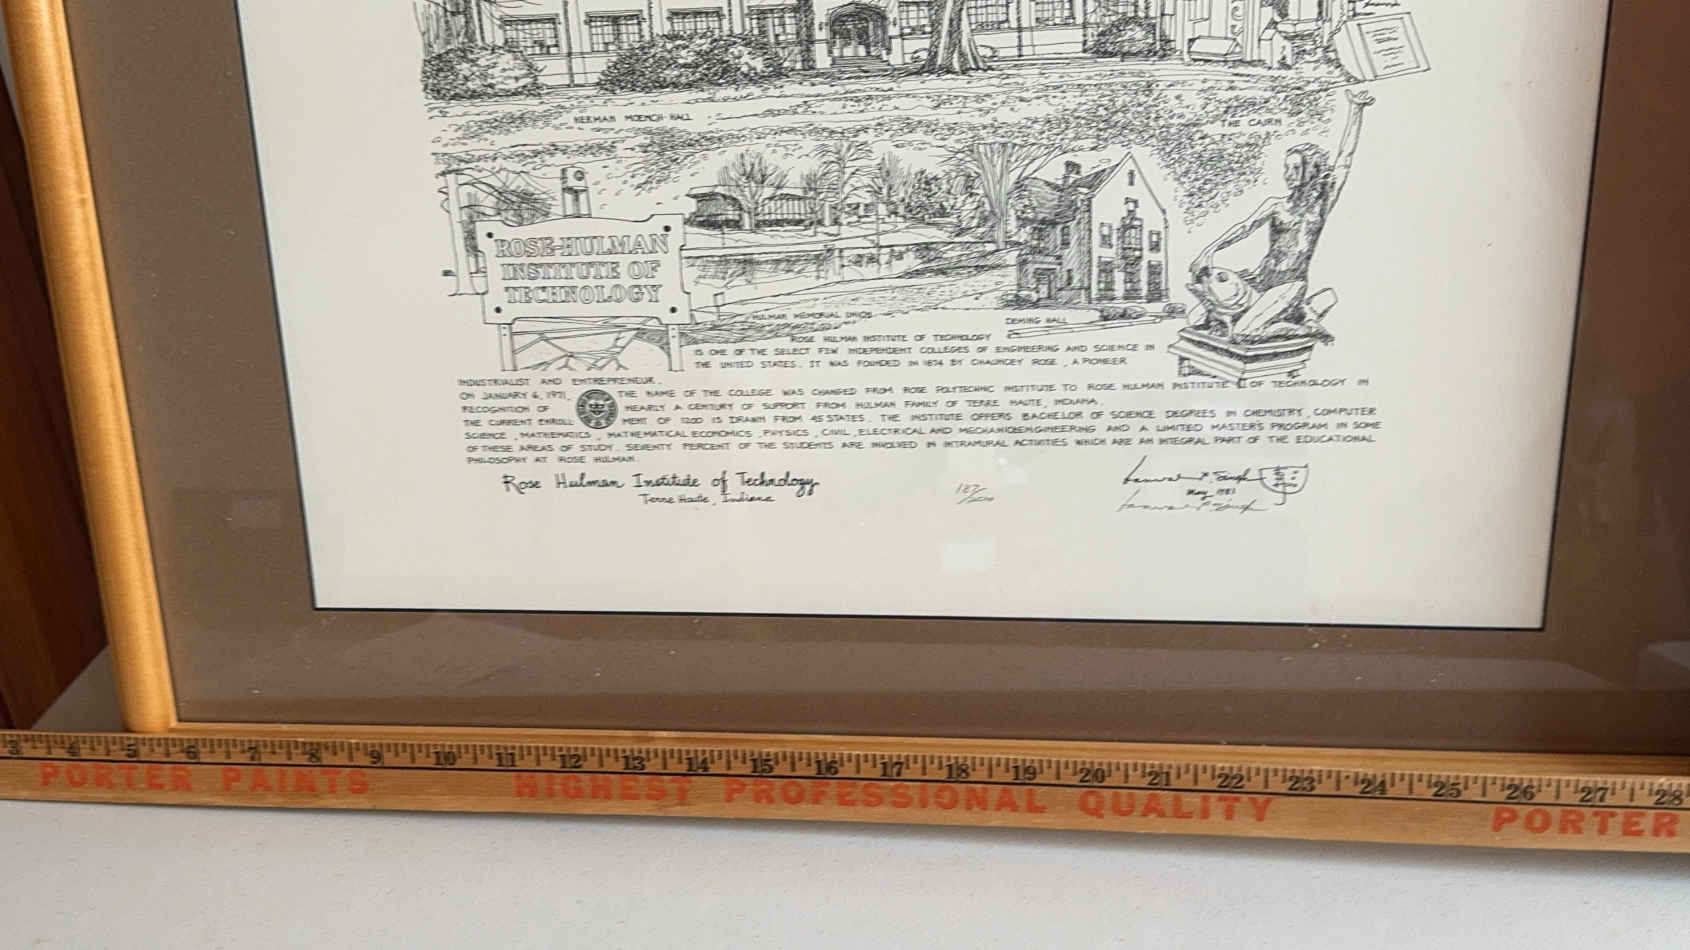 HERMAN MOENCH HALL
THE CAIRN
ROSE-HULMAN
INSTITUTE OF
TECHNOLOGY
HULMAN MEMORIAL UNION
DEMING HALL
ROSE HULMAN INSTITUTE OF TECHNOLOGY
IS ONE OF THE SELECT FEW INDEPENDENT COLLEGES OF ENGINEERING AND SCIENCE IN
THE UNITED STATES. IT WAS FOUNDED IN 1874 BY CHAUNCEY ROSE, A PIONEER
INDUSTRIALIST AND ENTREPRENEUR.
ON JANUARY 6, 1971, THE NAME OF THE COLLEGE WAS CHANGED FROM ROSE POLYTECHNIC INSTITUTE TO ROSE HULMAN INSTITUTE OF TECHNOLOGY IN
RECOGNITION OF NEARLY A CENTURY OF SUPPORT FROM HULMAN FAMILY OF TERRE HAUTE, INDIANA.
THE CURRENT ENROLL MENT OF 1200 IS DRAWN FROM 45 STATES. THE INSTITUTE OFFERS BACHELOR OF SCIENCE DEGREES IN CHEMISTRY, COMPUTER
SCIENCE, MATHEMATICS, MATHEMATICAL ECONOMICS, PHYSICS, CIVIL, ELECTRICAL AND MECHANICAL ENGINEERING AND A LIMITED MASTER'S PROGRAM IN SOME
OF THESE AREAS OF STUDY. SEVENTY PERCENT OF THE STUDENTS ARE INVOLVED IN INTRAMURAL ACTIVITIES WHICH ARE AN INTEGRAL PART OF THE EDUCATIONAL
PHILOSOPHY AT ROSE HULMAN.
Rose Hulman Institute of Technology
Terre Haute, Indiana
187/200
P. Singh
May 1981
P. Singh
3 4 5 6 7 8 9 10 11 12 13 14 15 16 17 18 19 20 21 22 23 24 25 26 27 28
PORTER PAINTS HIGHEST PROFESSIONAL QUALITY PORTER